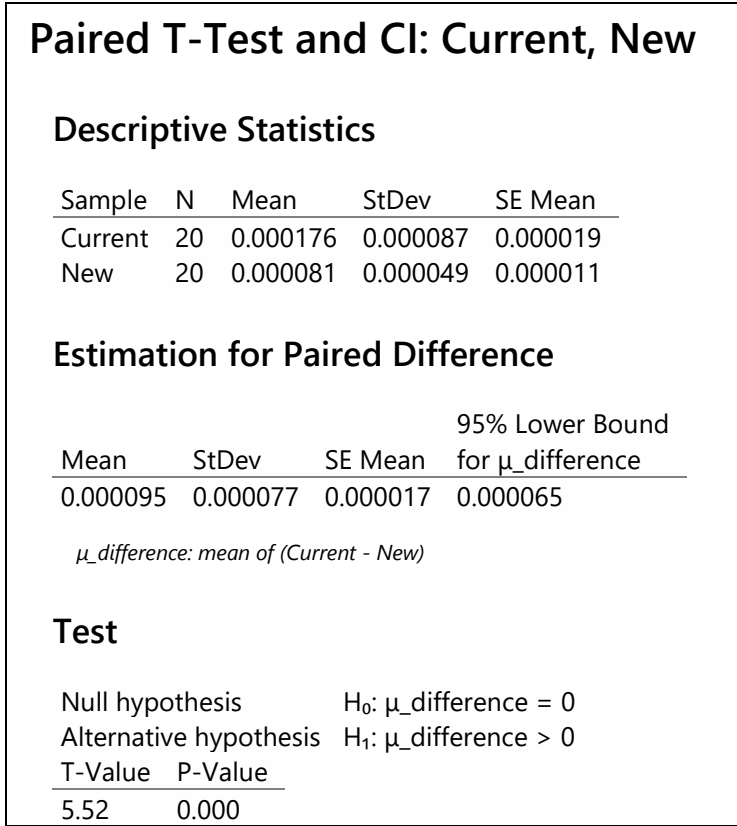 Paired T-Test and CI: Current, New
Descriptive Statistics
Sample N Mean StDev SE Mean
Current 20 0.000176 0.000087 0.000019
New 20 0.000081 0.000049 0.000011
Estimation for Paired Difference
95% Lower Bound
Mean StDev SE Mean for μ_difference
0.000095 0.000077 0.000017 0.000065
μ_difference: mean of (Current - New)
Test
Null hypothesis H₀: μ_difference = 0
Alternative hypothesis H₁: μ_difference > 0
T-Value P-Value
5.52 0.000